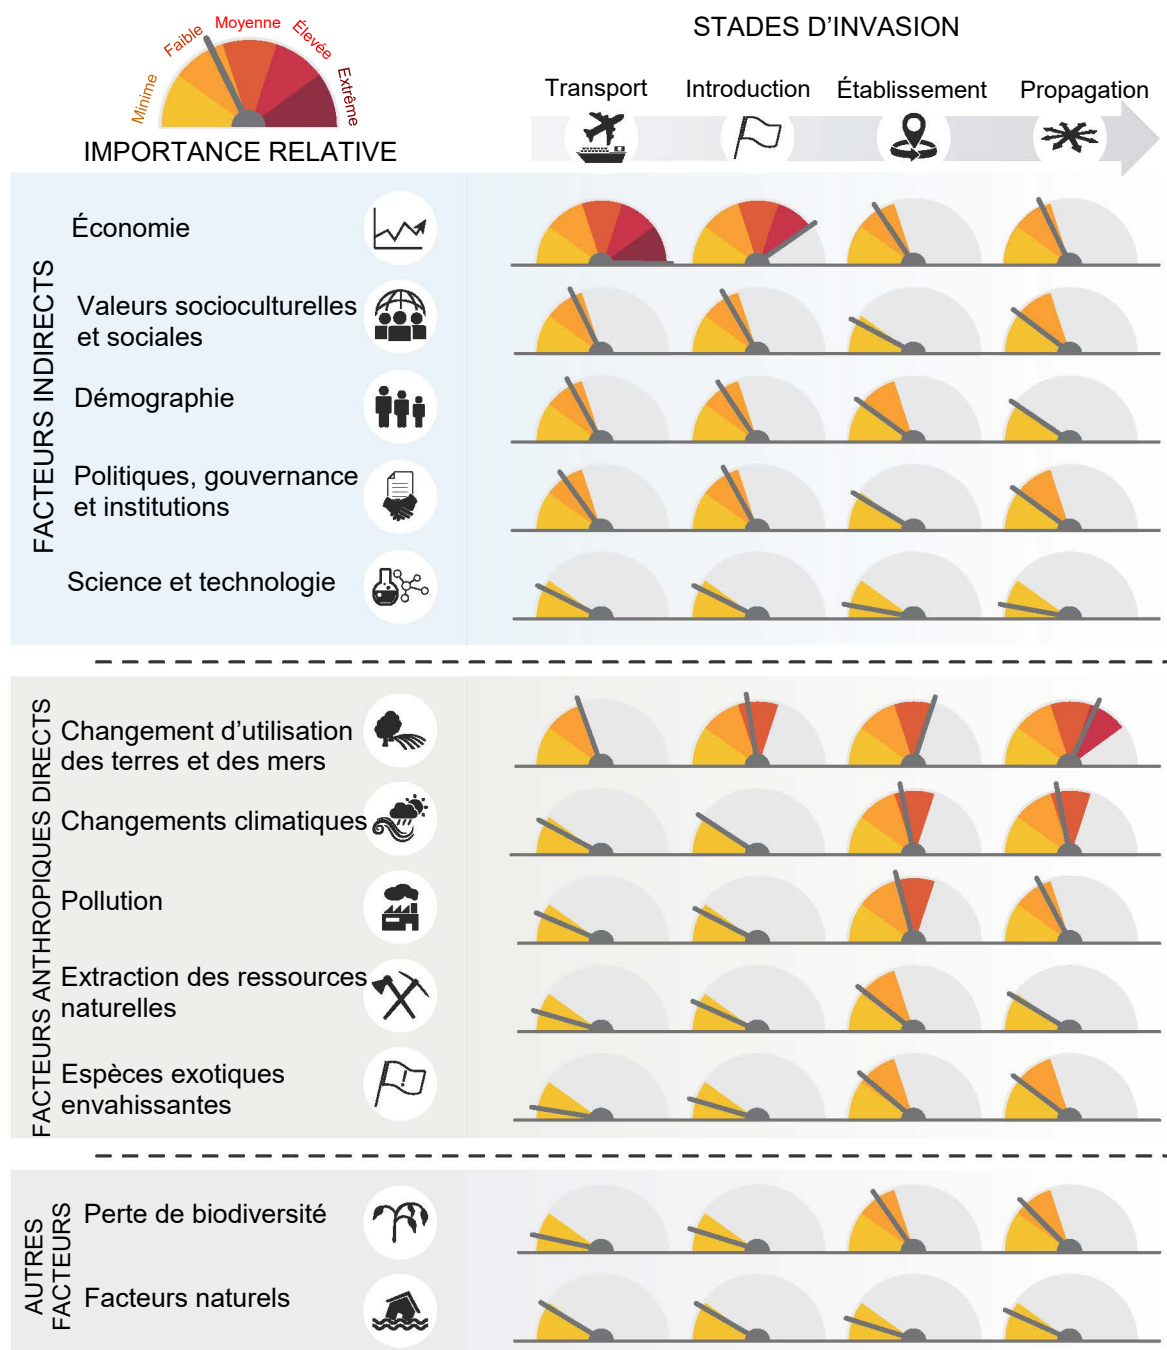 Minime
Faible
Moyenne
Élevée
Extrême
IMPORTANCE RELATIVE
STADES D’INVASION
Transport
Introduction
Établissement
Propagation
FACTEURS INDIRECTS
Économie
Valeurs socioculturelles
et sociales
Démographie
Politiques, gouvernance
et institutions
Science et technologie
FACTEURS ANTHROPIQUES DIRECTS
Changement d’utilisation
des terres et des mers
Changements climatiques
Pollution
Extraction des ressources
naturelles
Espèces exotiques
envahissantes
AUTRES
FACTEURS
Perte de biodiversité
Facteurs naturels